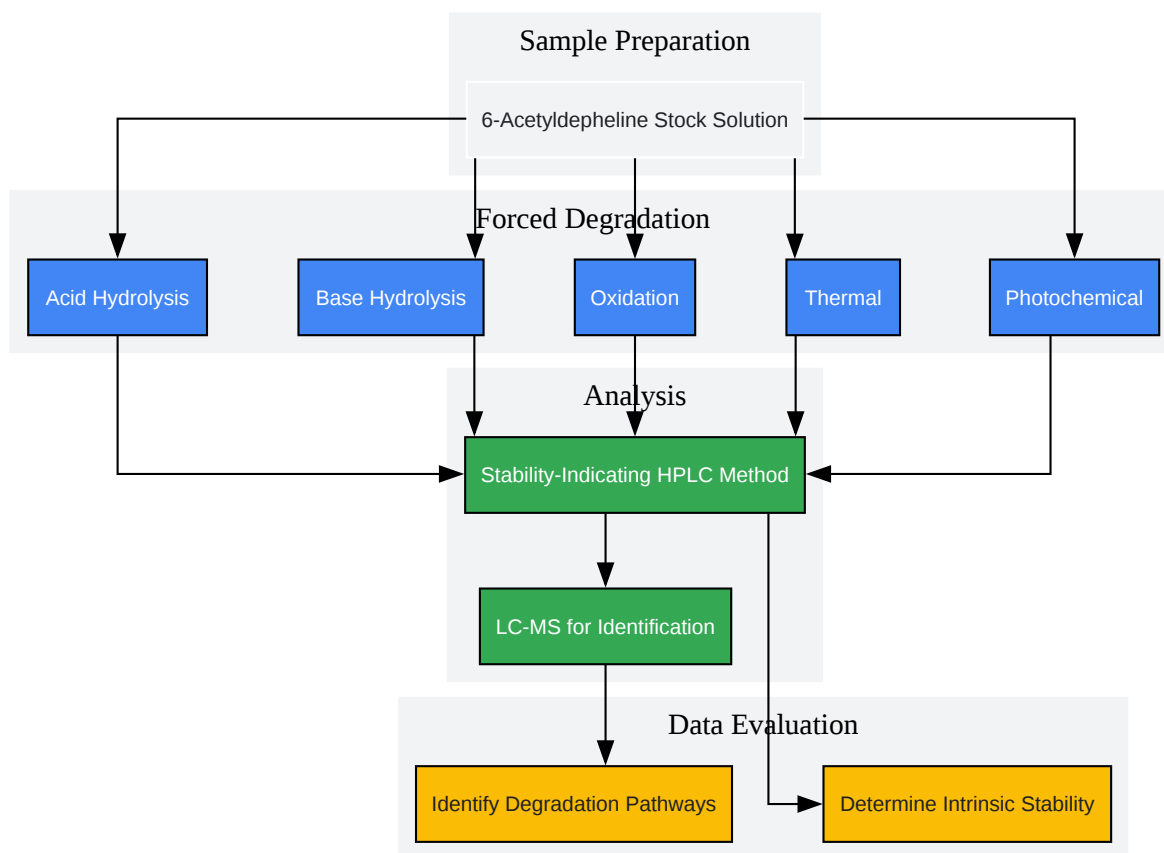 Sample Preparation
6-Acetyldepheline Stock Solution
Forced Degradation
Acid Hydrolysis
Base Hydrolysis
Oxidation
Thermal
Photochemical
Analysis
Stability-Indicating HPLC Method
LC-MS for Identification
Data Evaluation
Identify Degradation Pathways
Determine Intrinsic Stability